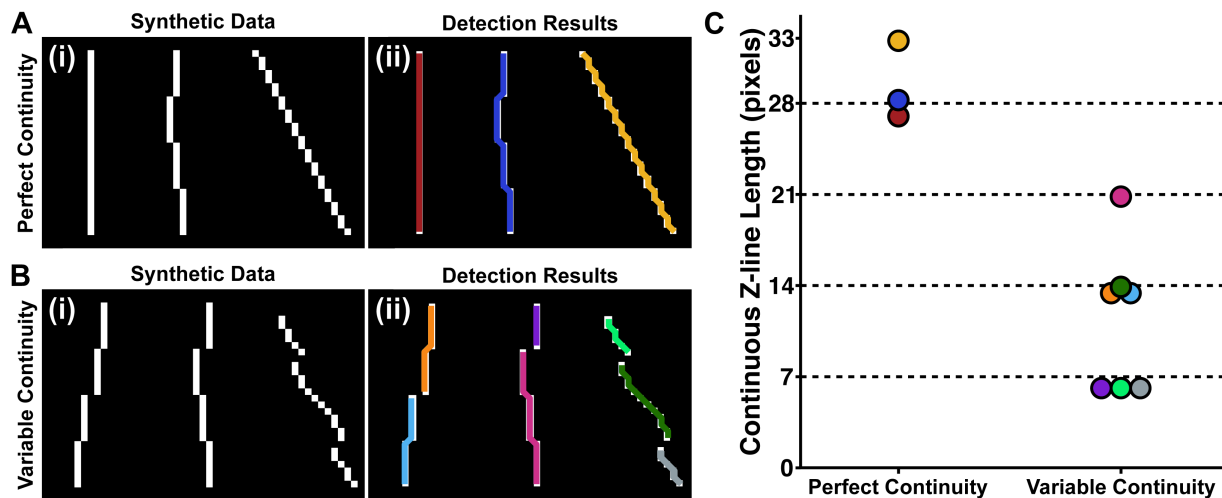 A
Synthetic Data
Detection Results
Perfect Continuity
(i)
(ii)
B
Synthetic Data
Detection Results
Variable Continuity
(i)
(ii)
C
Continuous Z-line Length (pixels)
33
28
21
14
7
0
Perfect Continuity
Variable Continuity